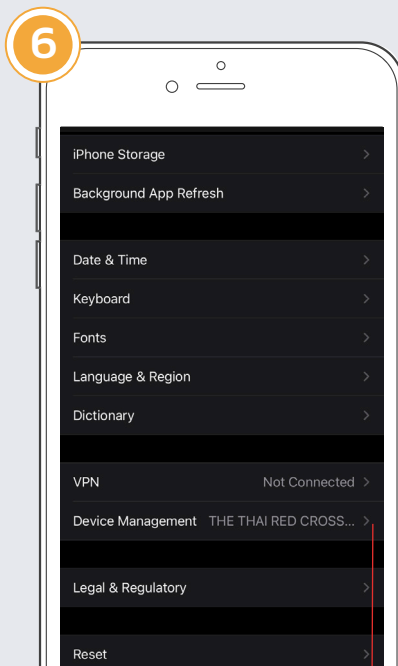 6
iPhone Storage
Background App Refresh
Date & Time
Keyboard
Fonts
Language & Region
Dictionary
VPN Not Connected
Device Management THE THAI RED CROSS...
Legal & Regulatory
Reset